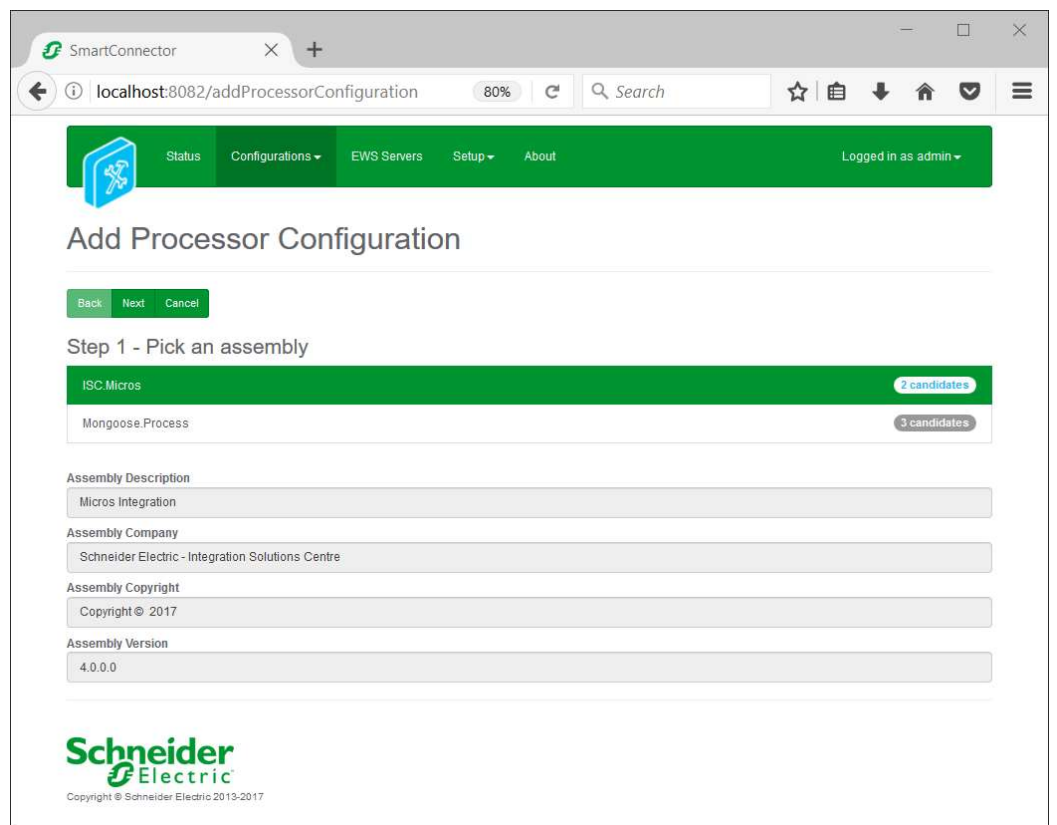 SmartConnector
localhost:8082/addProcessorConfiguration 80% Search
Status Configurations EWS Servers Setup About Logged in as admin
Add Processor Configuration
Back Next Cancel
Step 1 - Pick an assembly
ISC.Micros 2 candidates
Mongoose.Process 3 candidates
Assembly Description
Micros Integration
Assembly Company
Schneider Electric - Integration Solutions Centre
Assembly Copyright
Copyright © 2017
Assembly Version
4.0.0.0
Schneider
Electric
Copyright © Schneider Electric 2013-2017